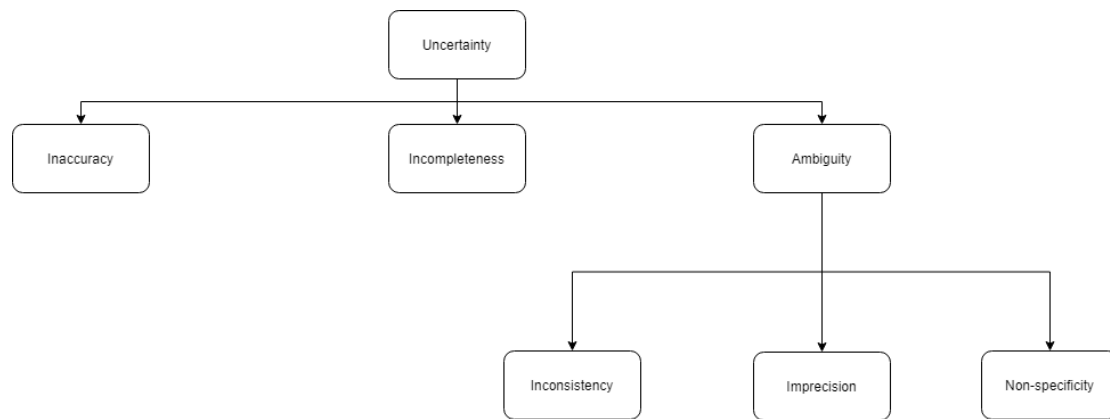 Uncertainty
Inaccuracy
Incompleteness
Ambiguity
Inconsistency
Imprecision
Non-specificity